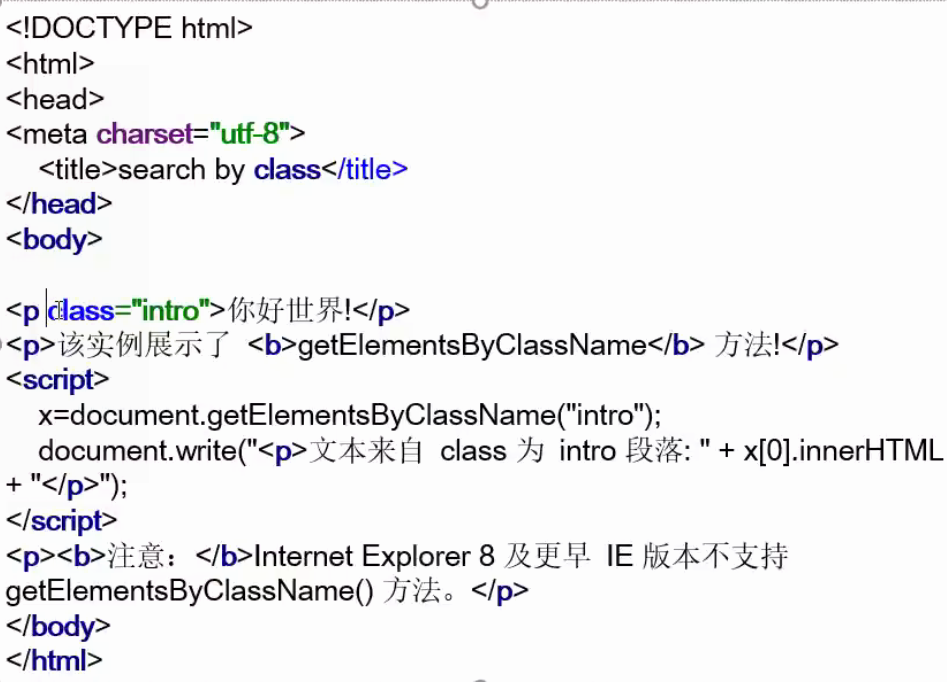 <!DOCTYPE html>
<html>
<head>
<meta charset="utf-8">
<title>search by class</title>
</head>
<body>
<p class="intro">你好世界!</p>
<p>该实例展示了 <b>getElementsByClassName</b> 方法!</p>
<script>
x=document.getElementsByClassName("intro");
document.write("<p>文本来自 class 为 intro 段落: " + x[0].innerHTML
+ "</p>");
</script>
<p><b>注意：</b>Internet Explorer 8 及更早 IE 版本不支持
getElementsByClassName() 方法。</p>
</body>
</html>